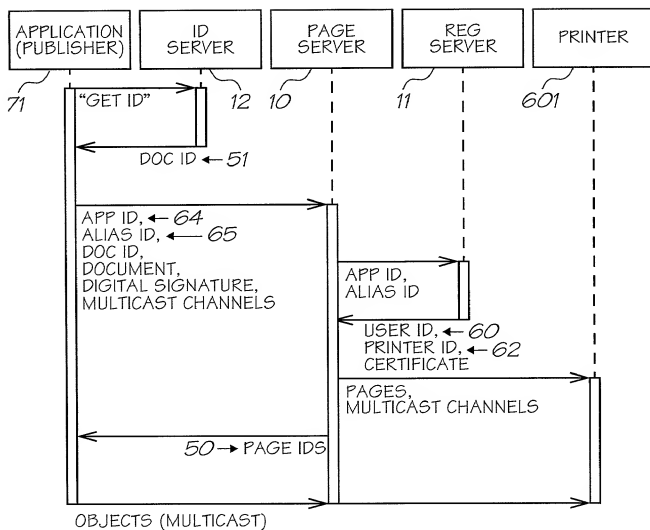 APPLICATION
(PUBLISHER)
ID
SERVER
PAGE
SERVER
REG
SERVER
PRINTER
71
12
10
11
601
"GET ID"
DOC ID ← 51
APP ID, ← 64
ALIAS ID, ← 65
DOC ID,
DOCUMENT,
DIGITAL SIGNATURE,
MULTICAST CHANNELS
APP ID,
ALIAS ID
USER ID, ← 60
PRINTER ID, ← 62
CERTIFICATE
PAGES,
MULTICAST CHANNELS
50 → PAGE IDS
OBJECTS (MULTICAST)